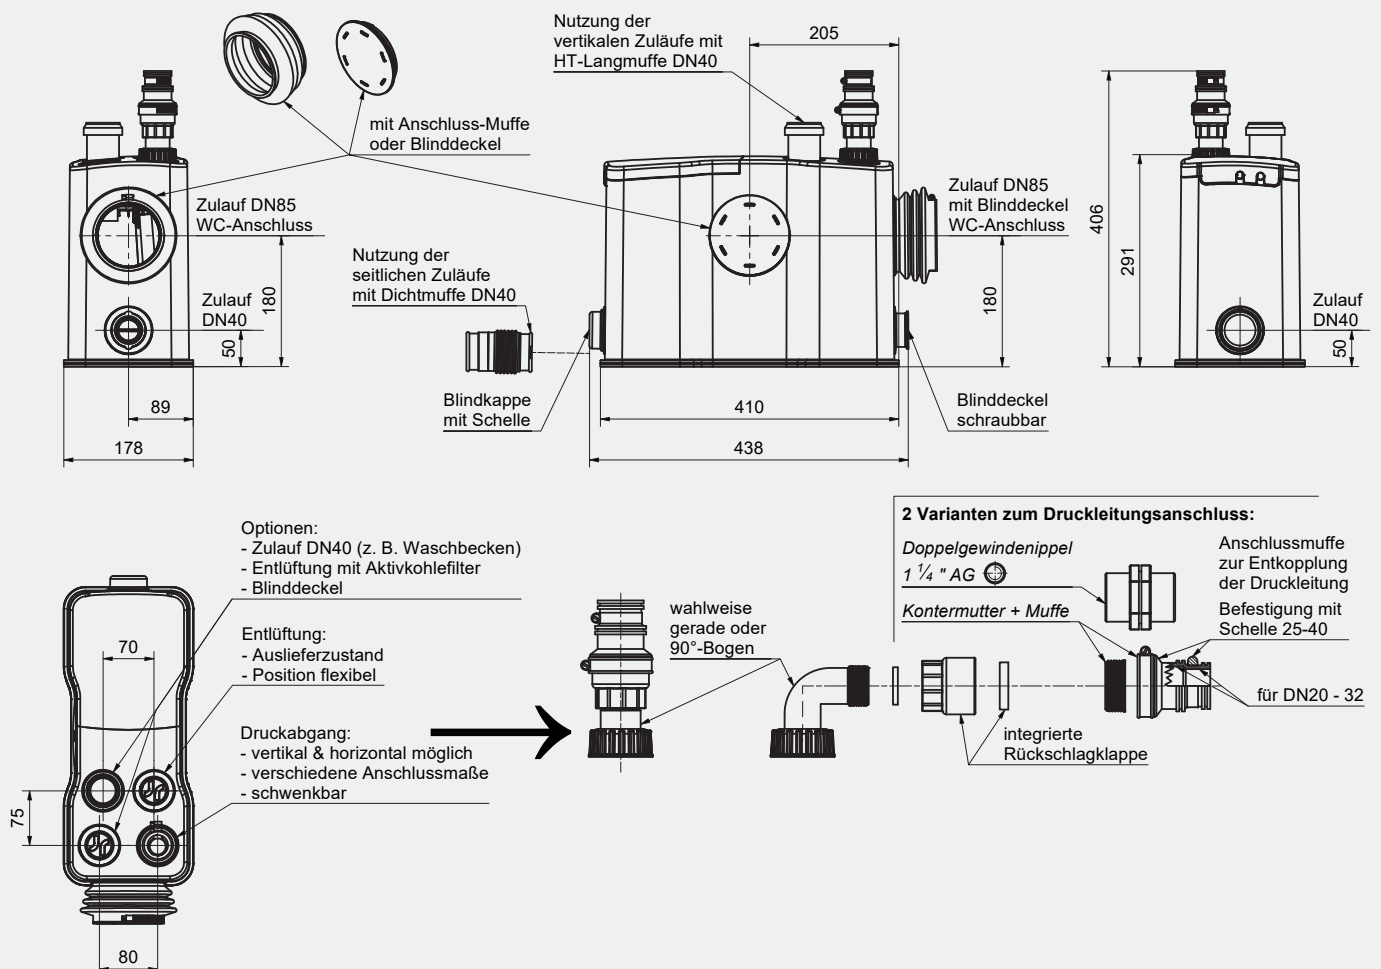 Nutzung der
vertikalen Zuläufe mit
HT-Langmuffe DN40
205
mit Anschluss-Muffe
oder Blinddeckel
Zulauf DN85
WC-Anschluss
Zulauf
DN40
180
50
89
178
Nutzung der
seitlichen Zuläufe
mit Dichtmuffe DN40
Zulauf DN85
mit Blinddeckel
WC-Anschluss
180
Blindkappe
mit Schelle
Blinddeckel
schraubbar
410
438
406
291
Zulauf
DN40
50
Optionen:
- Zulauf DN40 (z. B. Waschbecken)
- Entlüftung mit Aktivkohlefilter
- Blinddeckel
Entlüftung:
- Auslieferzustand
- Position flexibel
Druckabgang:
- vertikal & horizontal möglich
- verschiedene Anschlussmaße
- schwenkbar
70
75
80
wahlweise
gerade oder
90°-Bogen
2 Varianten zum Druckleitungsanschluss:
Doppelgewindenippel
1 1/4 " AG
Kontermutter + Muffe
Anschlussmuffe
zur Entkopplung
der Druckleitung
Befestigung mit
Schelle 25-40
für DN20 - 32
integrierte
Rückschlagklappe